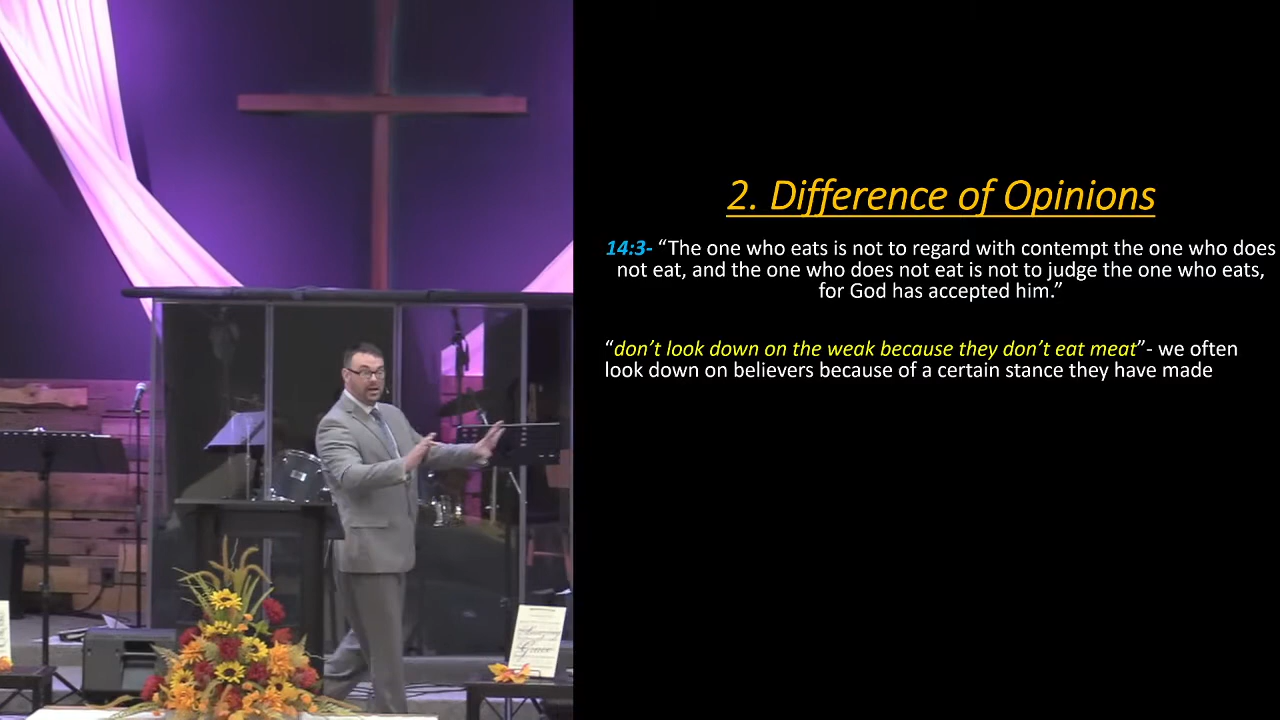 2. Difference of Opinions
14:3- “The one who eats is not to regard with contempt the one who does
not eat, and the one who does not eat is not to judge the one who eats,
for God has accepted him.”
“don’t look down on the weak because they don’t eat meat”- we often
look down on believers because of a certain stance they have made
Grace